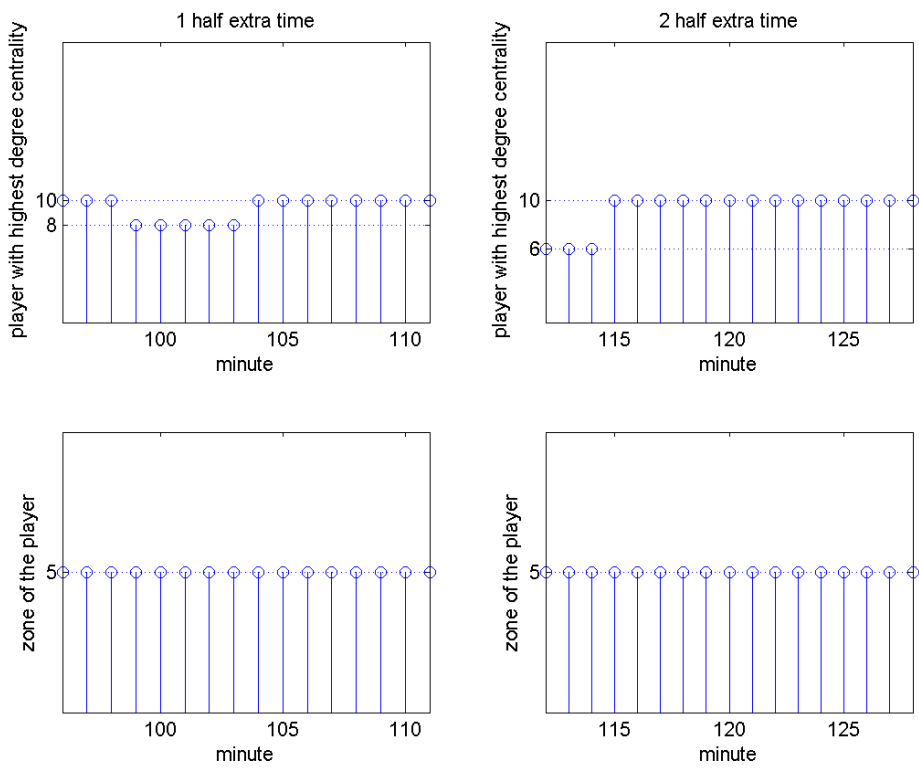 1 half extra time
player with highest degree centrality
10
8
100
105
110
minute
2 half extra time
player with highest degree centrality
10
6
115
120
125
minute
zone of the player
5
100
105
110
minute
zone of the player
5
115
120
125
minute